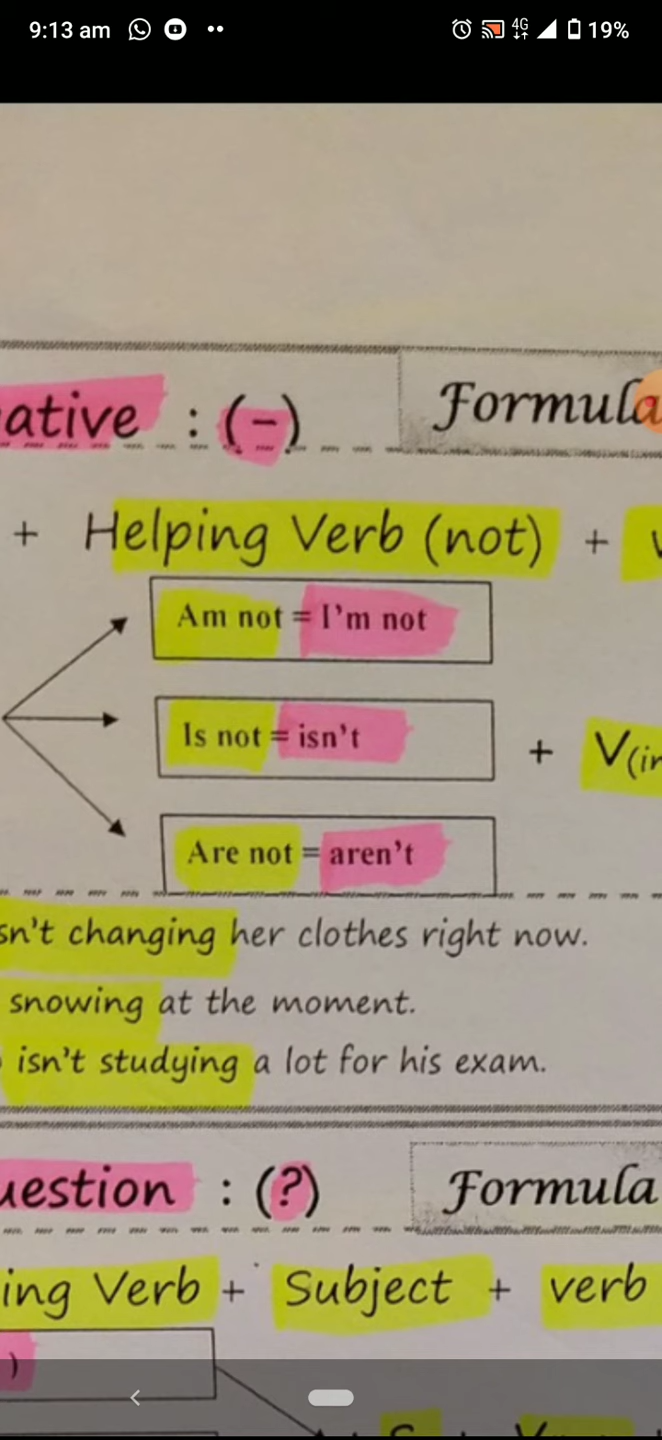 9:13 am 4G 19%
ative : (-) Formula
+ Helping Verb (not) +
Am not = I'm not
Is not = isn't
+ V(in
Are not = aren't
sn't changing her clothes right now.
snowing at the moment.
isn't studying a lot for his exam.
uestion : (?) Formula
ing Verb + Subject + verb
)